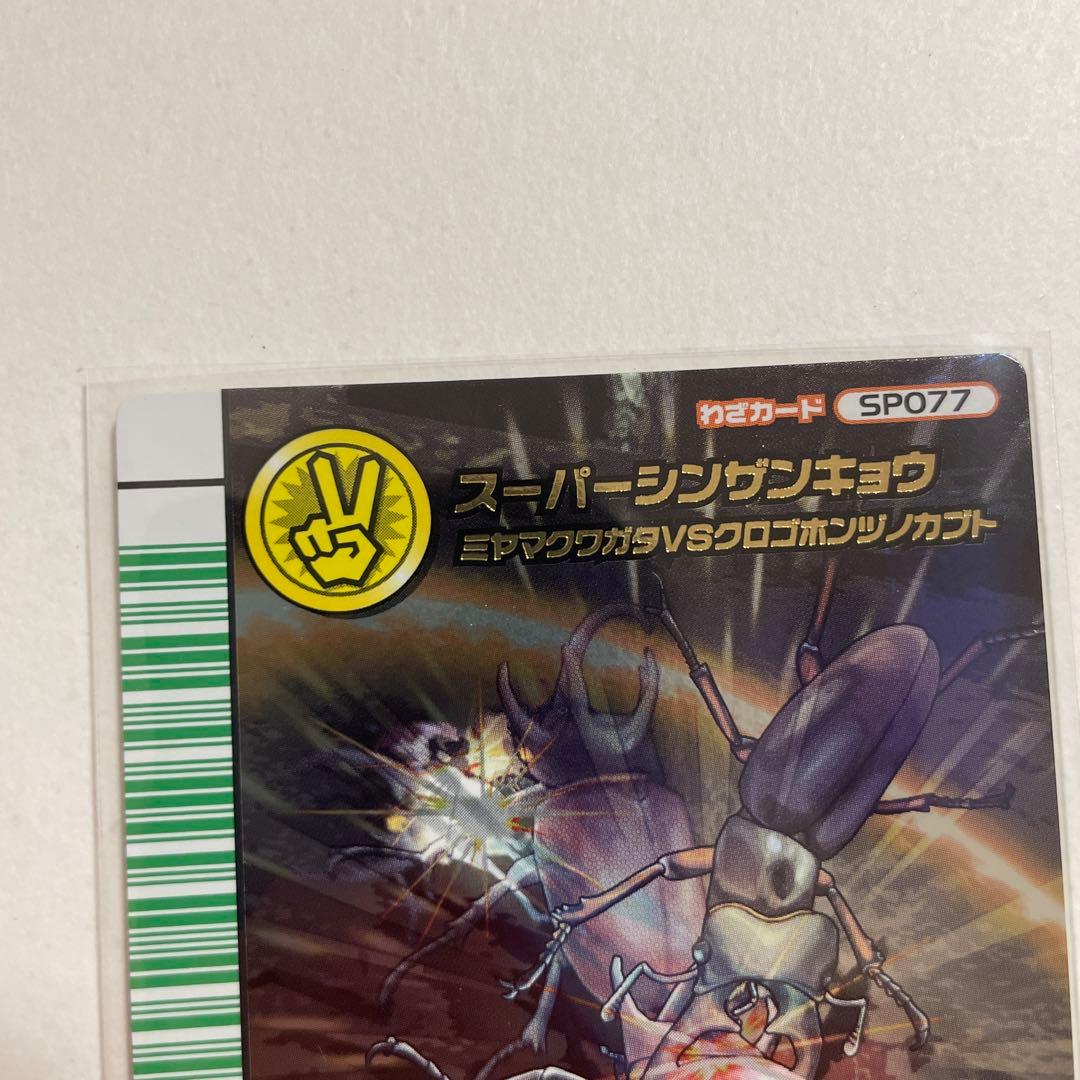 わざカード SP077
スーパーシンザンキョウ
ミヤマクワガタVSクロゴホンヅノカブト